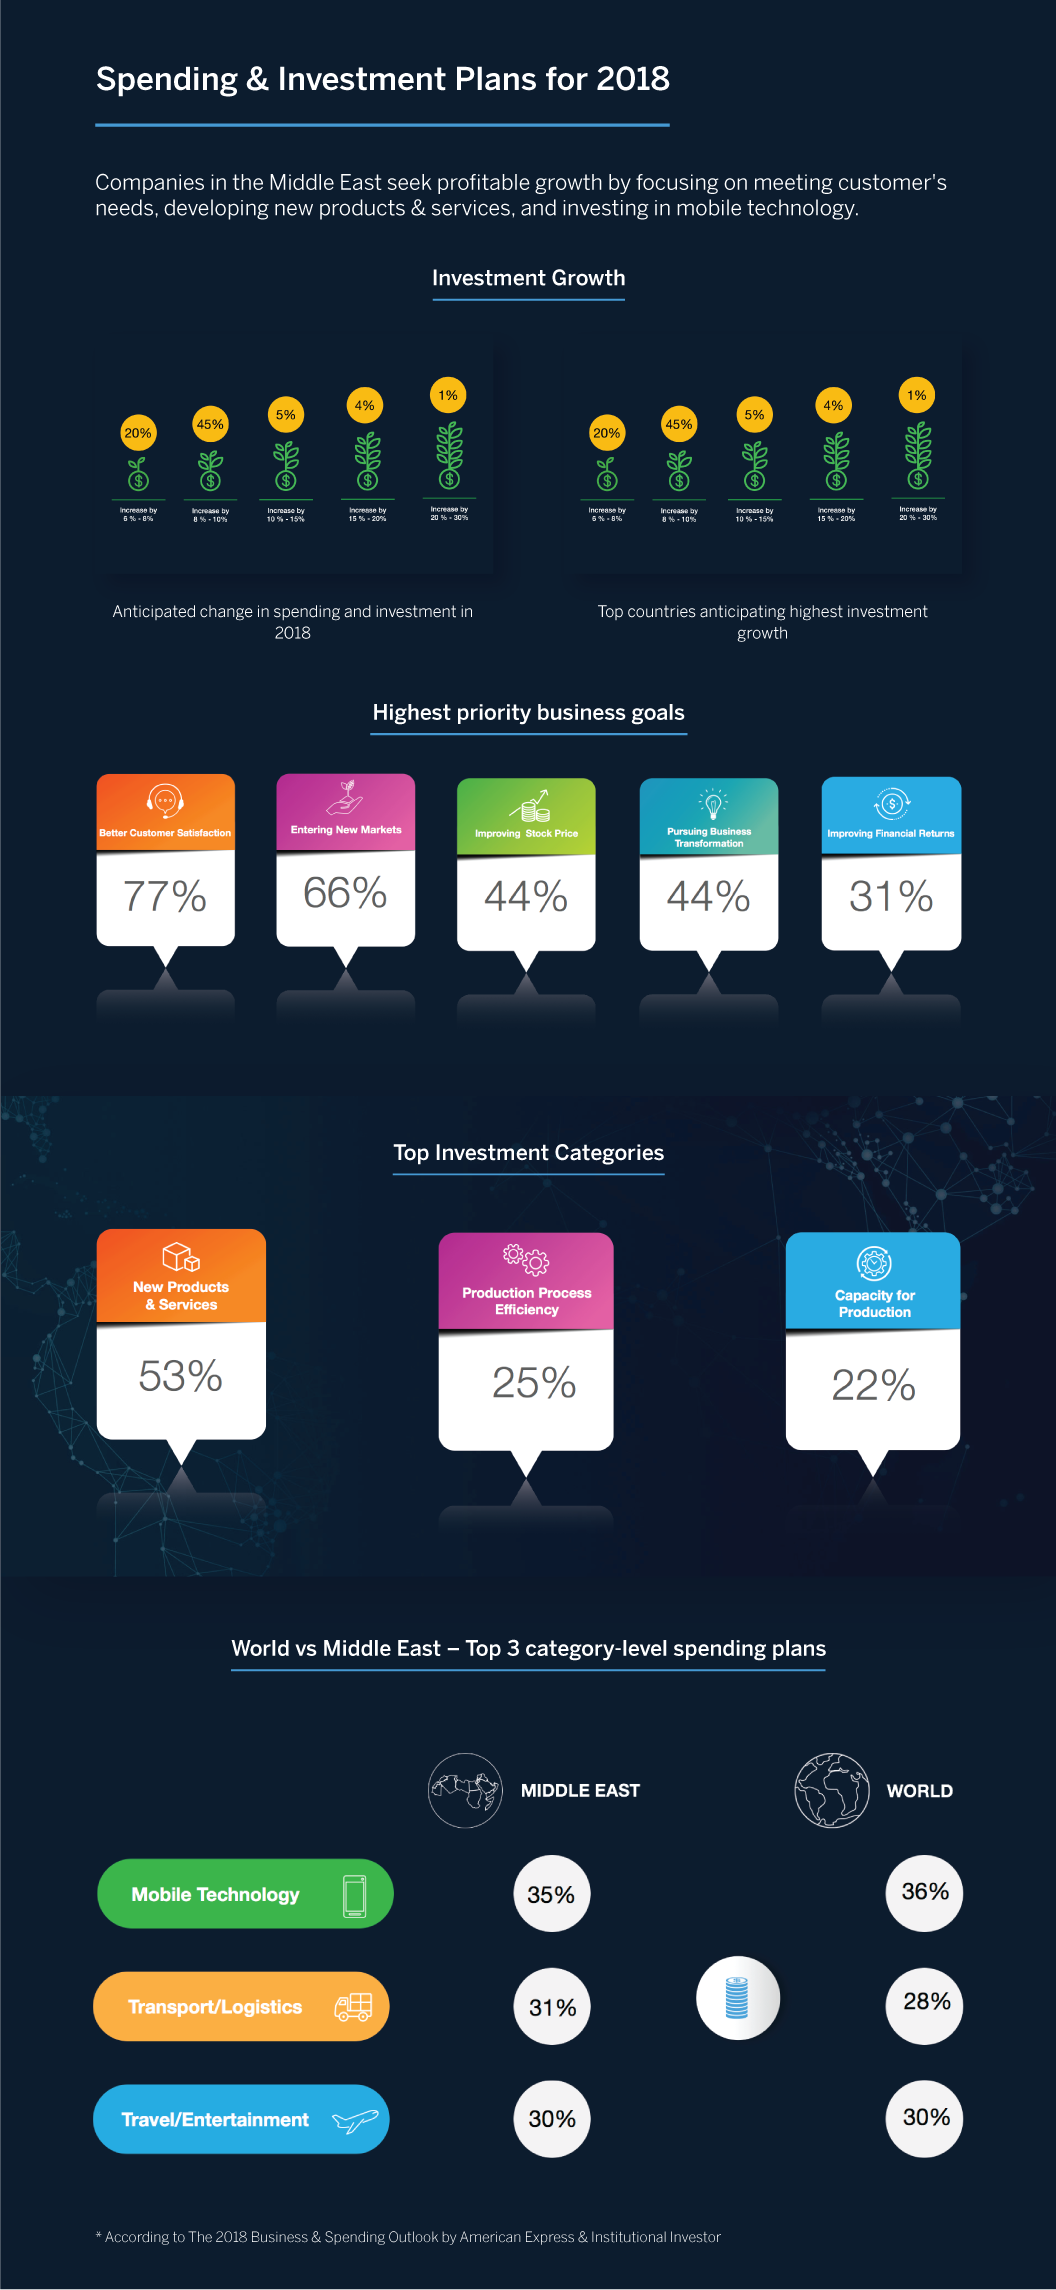 Spending & Investment Plans for 2018
Companies in the Middle East seek profitable growth by focusing on meeting customer's
needs, developing new products & services, and investing in mobile technology.
Investment Growth
20%
45%
5%
4%
1%
Increase by
6 % - 8%
Increase by
8 % - 10%
Increase by
10 % - 15%
Increase by
15 % - 20%
Increase by
20 % - 30%
Anticipated change in spending and investment in
2018
20%
45%
5%
4%
1%
Increase by
6 % - 8%
Increase by
8 % - 10%
Increase by
10 % - 15%
Increase by
15 % - 20%
Increase by
20 % - 30%
Top countries anticipating highest investment
growth
Highest priority business goals
Better Customer Satisfaction
77%
Entering New Markets
66%
Improving Stock Price
44%
Pursuing Business
Transformation
44%
Improving Financial Returns
31%
Top Investment Categories
New Products
& Services
53%
Production Process
Efficiency
25%
Capacity for
Production
22%
World vs Middle East – Top 3 category-level spending plans
MIDDLE EAST
WORLD
Mobile Technology
35%
36%
Transport/Logistics
31%
28%
Travel/Entertainment
30%
30%
* According to The 2018 Business & Spending Outlook by American Express & Institutional Investor